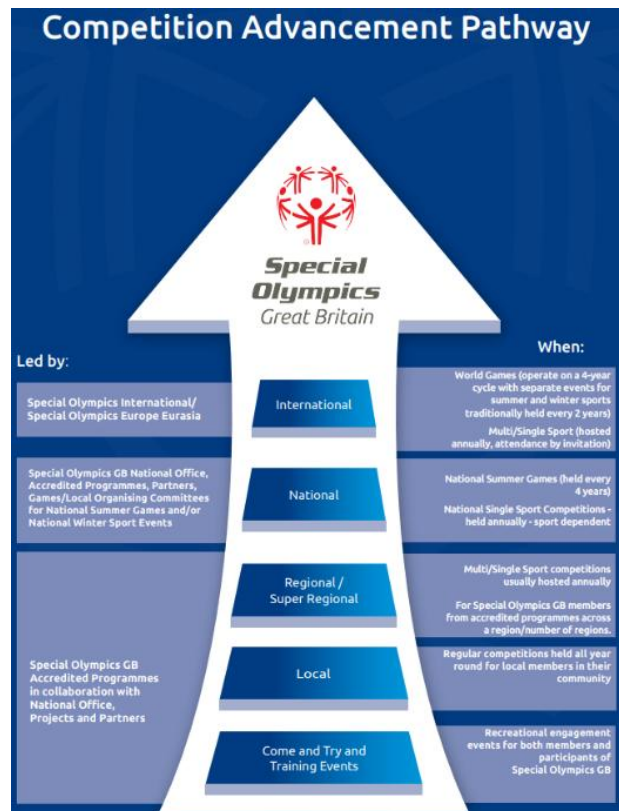 Competition Advancement Pathway
Special
Olympics
Great Britain
Led by:
When:
Special Olympics International/
Special Olympics Europe Eurasia
International
World Games (operate on a 4-year
cycle with separate events for
summer and winter sports
traditionally held every 2 years)
Multi/Single Sport (hosted
annually, attendance by invitation)
Special Olympics GB National Office,
Accredited Programmes, Partners,
Games/Local Organising Committees
for National Summer Games and/or
National Winter Sport Events
National
National Summer Games (held every
4 years)
National Single Sport Competitions -
held annually - sport dependent
Regional /
Super Regional
Multi/Single Sport competitions
usually hosted annually
For Special Olympics GB members
from accredited programmes across
a region/number of regions.
Special Olympics GB
Accredited Programmes
in collaboration with
National Office,
Projects and Partners
Local
Regular competitions held all year
round for local members in their
community
Come and Try and
Training Events
Recreational engagement
events for both members and
participants of
Special Olympics GB